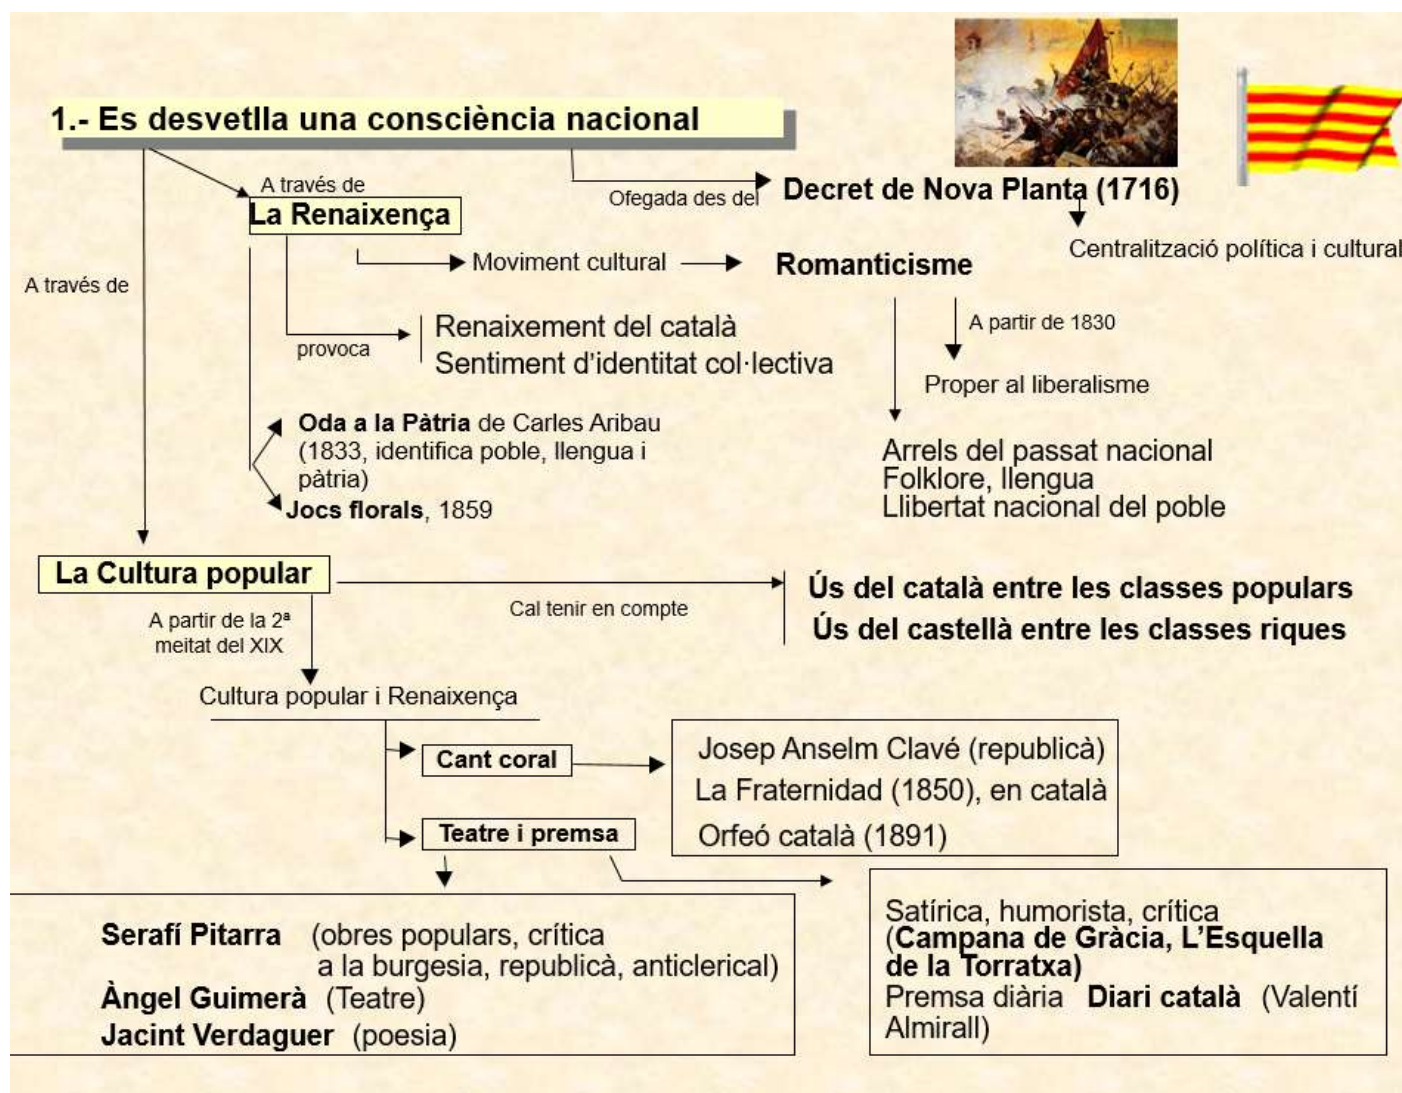 1.- Es desvetlla una consciència nacional
A través de
La Renaixença
Ofegada des del
Decret de Nova Planta (1716)
Centralització política i cultural
A través de
Moviment cultural
Romanticisme
provoca
Renaixement del català
Sentiment d'identitat col·lectiva
A partir de 1830
Proper al liberalisme
Oda a la Pàtria de Carles Aribau
(1833, identifica poble, llengua i
pàtria)
Jocs florals, 1859
Arrels del passat nacional
Folklore, llengua
Llibertat nacional del poble
La Cultura popular
Cal tenir en compte
Ús del català entre les classes populars
Ús del castellà entre les classes riques
A partir de la 2ª
meitat del XIX
Cultura popular i Renaixença
Cant coral
Josep Anselm Clavé (republicà)
La Fraternidad (1850), en català
Orfeó català (1891)
Teatre i premsa
Serafí Pitarra (obres populars, crítica
a la burgesia, republicà, anticlerical)
Àngel Guimerà (Teatre)
Jacint Verdaguer (poesia)
Satírica, humorista, crítica
(Campana de Gràcia, L'Esquella
de la Torratxa)
Premsa diària Diari català (Valentí
Almirall)